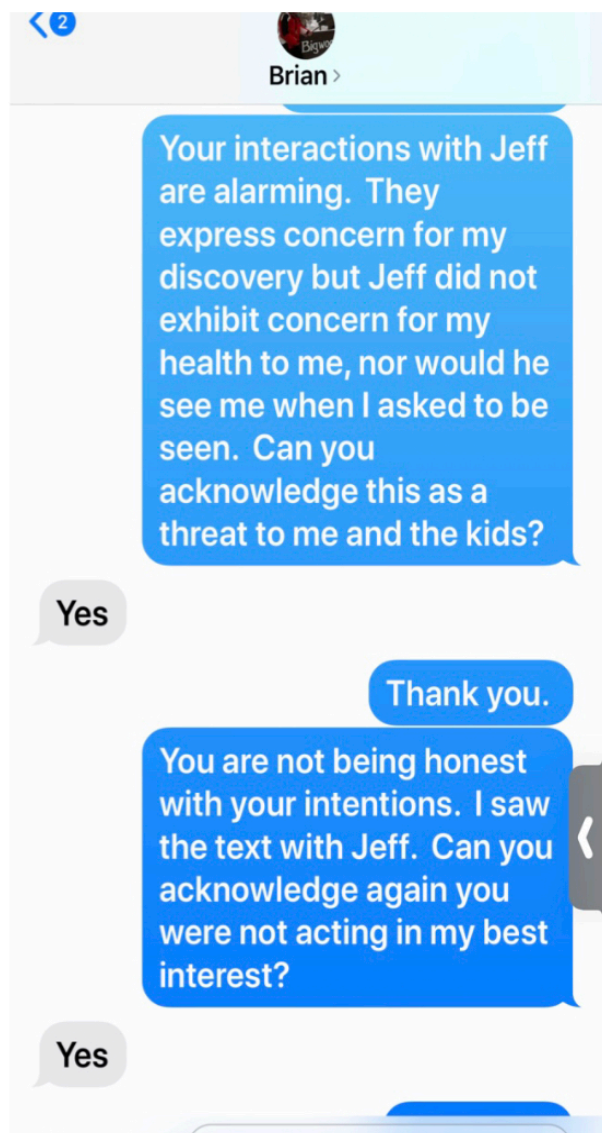 2
Brian
Your interactions with Jeff
are alarming.  They
express concern for my
discovery but Jeff did not
exhibit concern for my
health to me, nor would he
see me when I asked to be
seen.  Can you
acknowledge this as a
threat to me and the kids?
Yes
Thank you.
You are not being honest
with your intentions.  I saw
the text with Jeff.  Can you
acknowledge again you
were not acting in my best
interest?
Yes